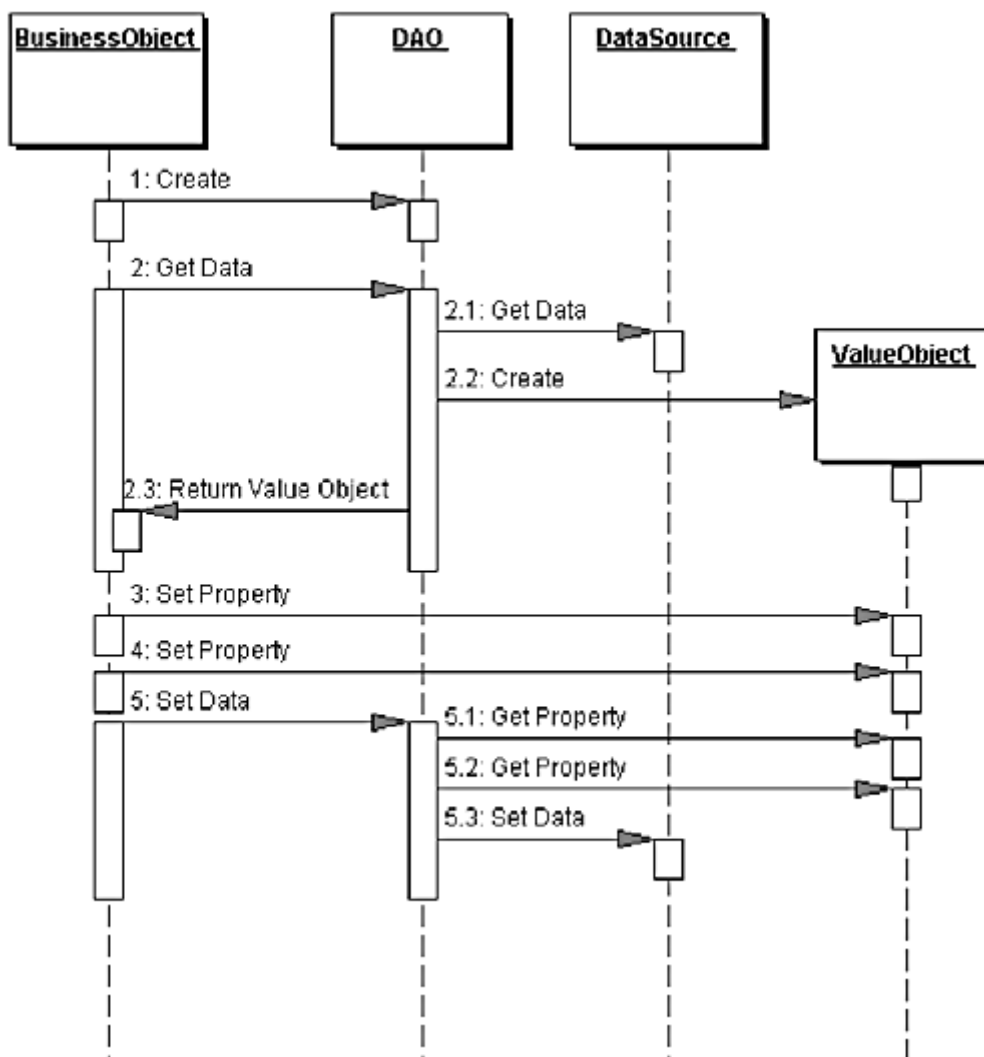 BusinessObject
DAO
DataSource
1: Create
2: Get Data
2.1: Get Data
ValueObject
2.2: Create
2.3: Return Value Object
3: Set Property
4: Set Property
5: Set Data
5.1: Get Property
5.2: Get Property
5.3: Set Data